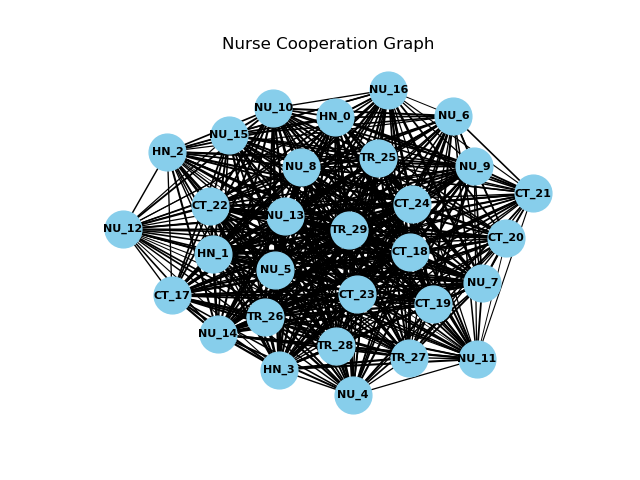 Nurse Cooperation Graph
NU_16
NU_10
NU_6
HN_0
NU_15
HN_2
TR_25
NU_8
NU_9
CT_21
CT_24
CT_22
NU_13
NU_12
TR_29
CT_20
CT_18
HN_1
NU_5
NU_7
CT_17
CT_23
CT_19
TR_26
NU_14
TR_28
TR_27
NU_11
HN_3
NU_4